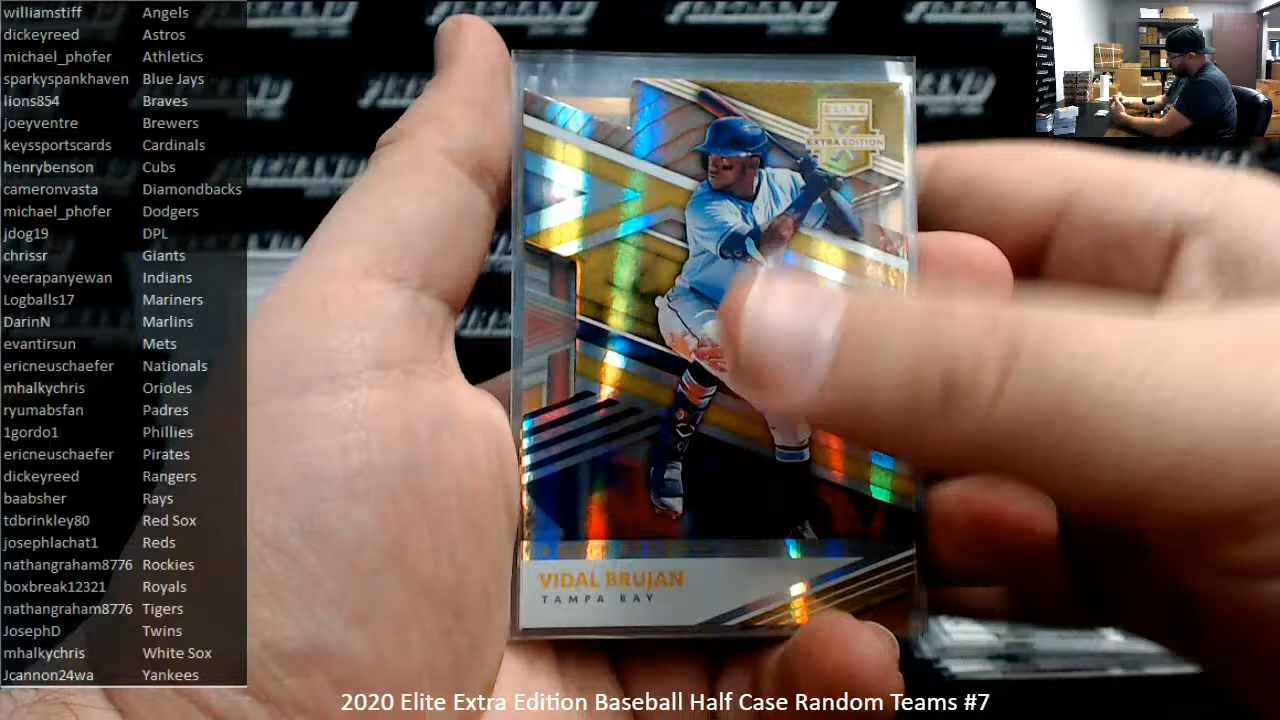 williamstiff Angels
dickeyreed Astros
michael_phofer Athletics
sparkyspankhaven Blue Jays
lions854 Braves
joeyventre Brewers
keyssportscards Cardinals
henrybenson Cubs
cameronvasta Diamondbacks
michael_phofer Dodgers
jdog19 DPL
chrissr Giants
veerapanyewan Indians
Logballs17 Mariners
DarinN Marlins
evantirsun Mets
ericneuschaefer Nationals
mhalkychris Orioles
ryumabsfan Padres
1gordo1 Phillies
ericneuschaefer Pirates
dickeyreed Rangers
baabsher Rays
tdbrinkley80 Red Sox
josephlachat1 Reds
nathangraham8776 Rockies
boxbreak12321 Royals
nathangraham8776 Tigers
JosephD Twins
mhalkychris White Sox
Jcannon24wa Yankees
ELITE
X
EXTRA EDITION
VIDAL BRUJAN
TAMPA BAY
2020 Elite Extra Edition Baseball Half Case Random Teams #7